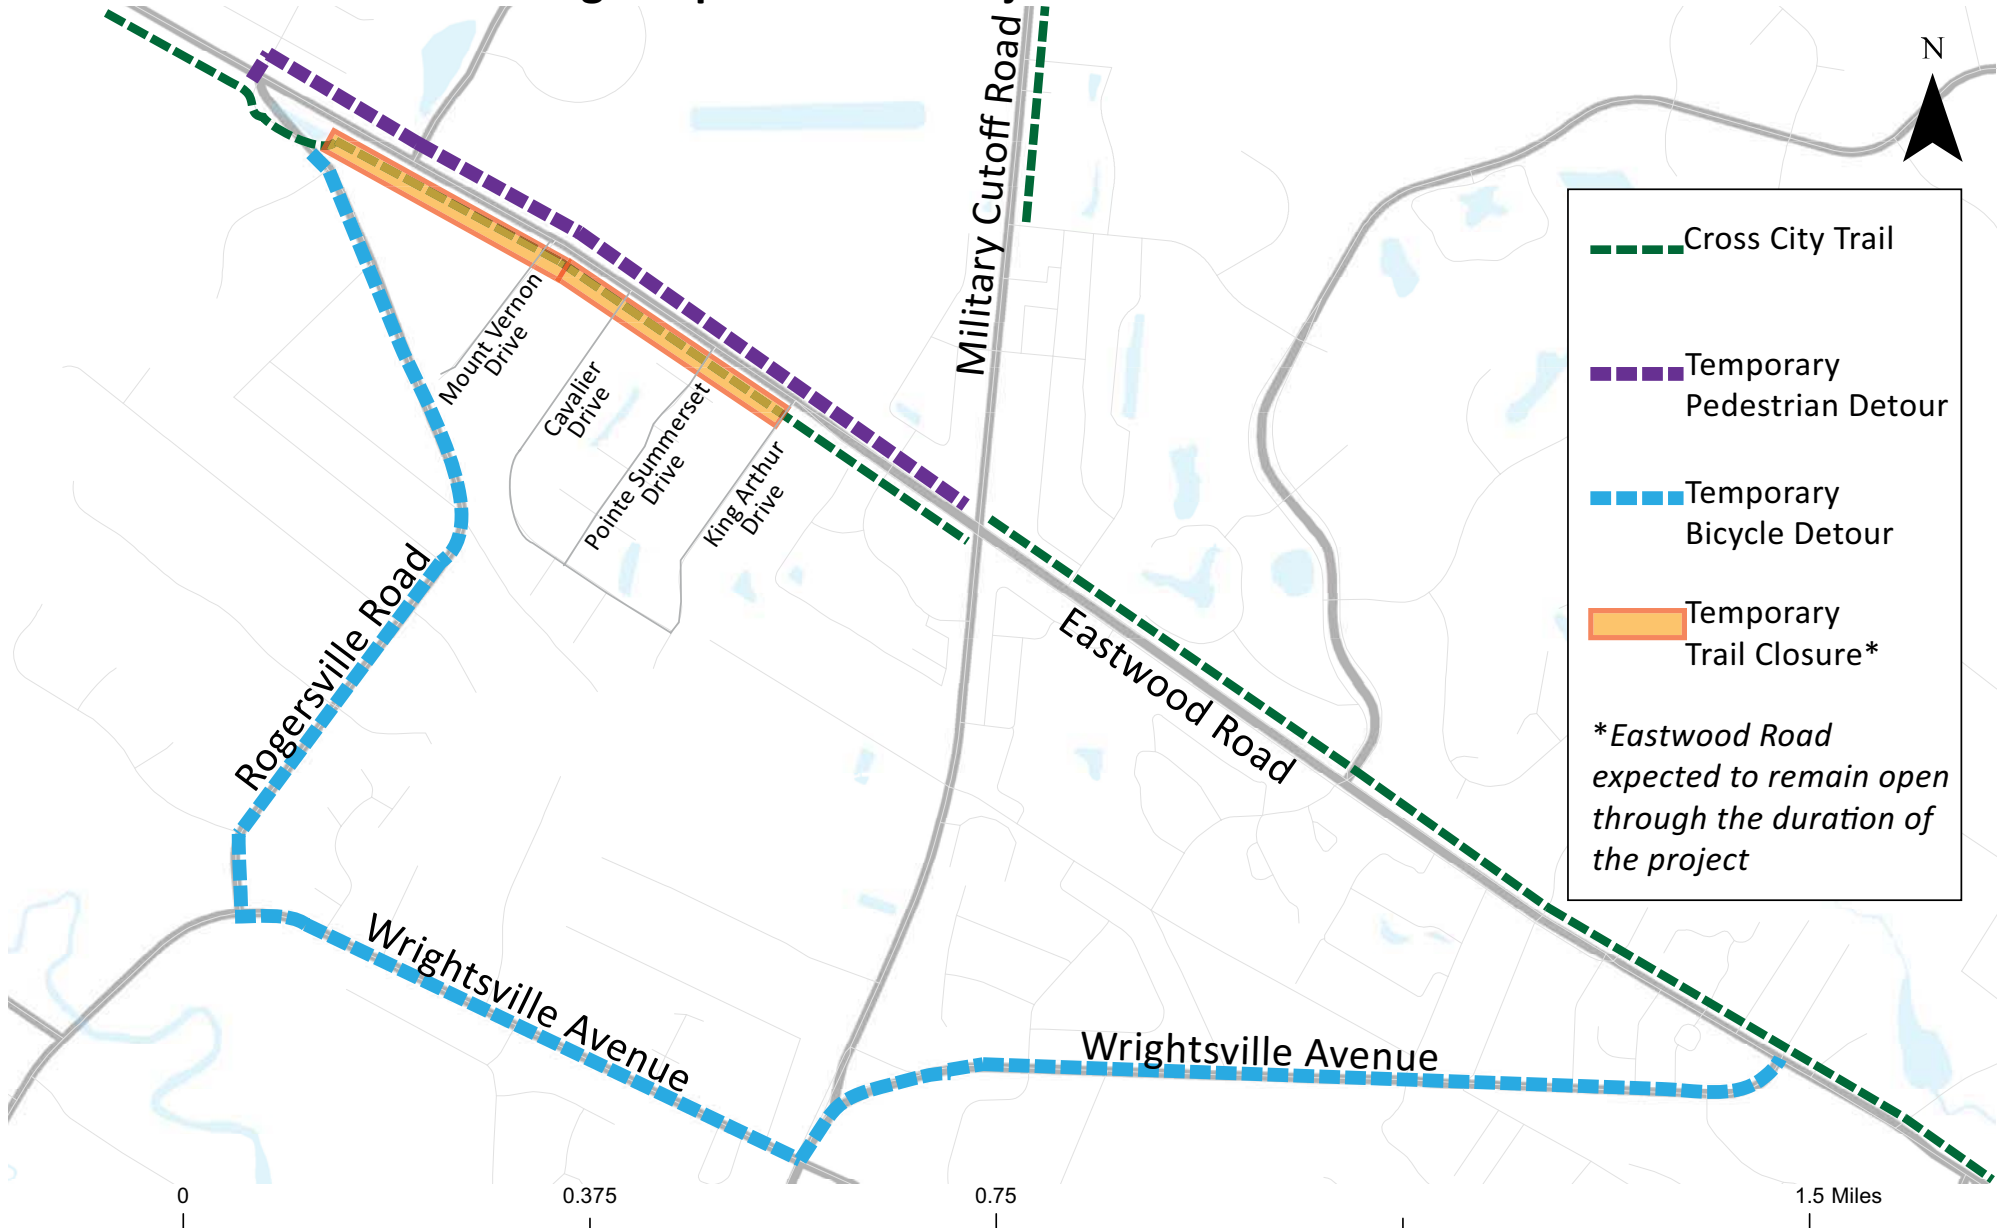 Military Cutoff Road
N
Cross City Trail
Temporary
Pedestrian Detour
Temporary
Bicycle Detour
Temporary
Trail Closure*
*Eastwood Road
expected to remain open
through the duration of
the project
Mount Vernon
Drive
Cavalier
Drive
Pointe Summerset
Drive
King Arthur
Drive
Rogersville Road
Eastwood Road
Wrightsville Avenue
Wrightsville Avenue
0
0.375
0.75
1.5 Miles